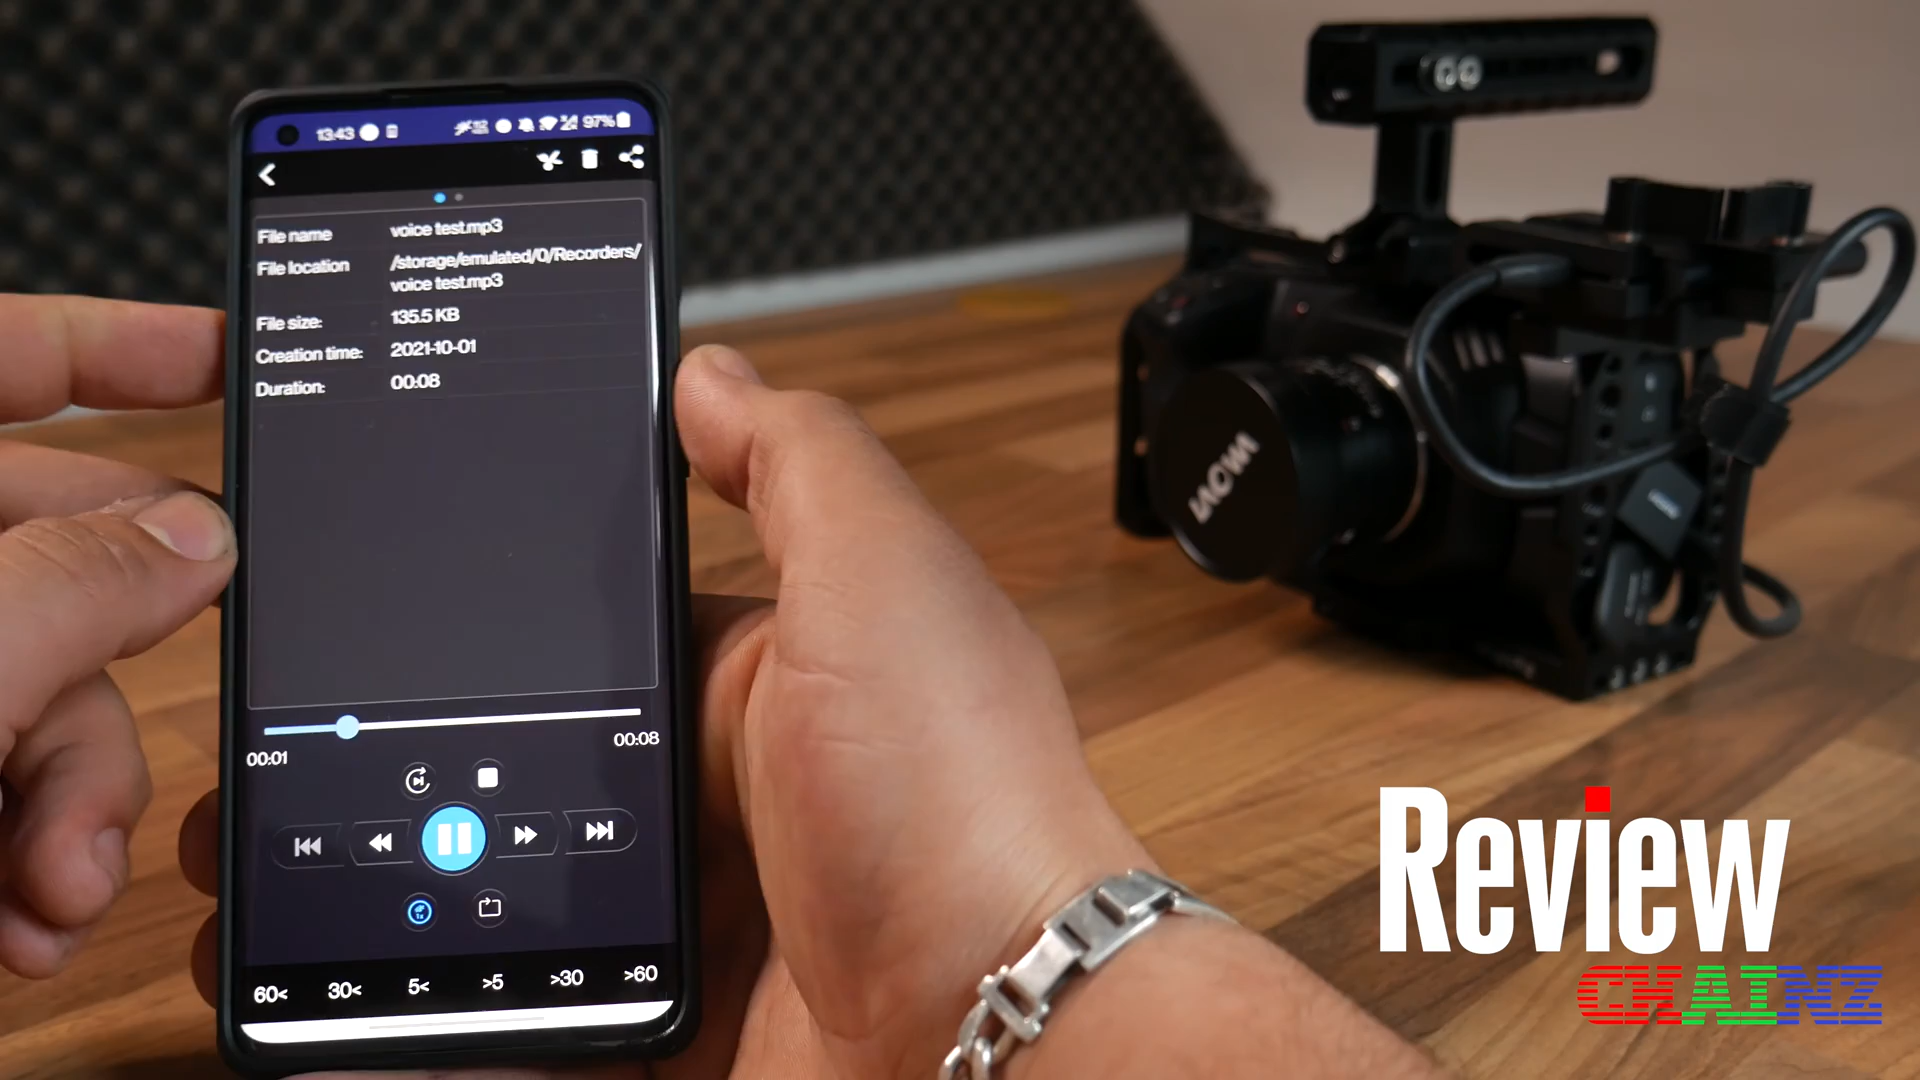 13:43
97%
File name voice test.mp3
File location /storage/emulated/0/Recorders/
voice test.mp3
File size: 135.5 KB
Creation time: 2021-10-01
Duration: 00:08
00:01 00:08
1x
60< 30< 5< >5 >30 >60
LAOWA
Review
CHAINZ